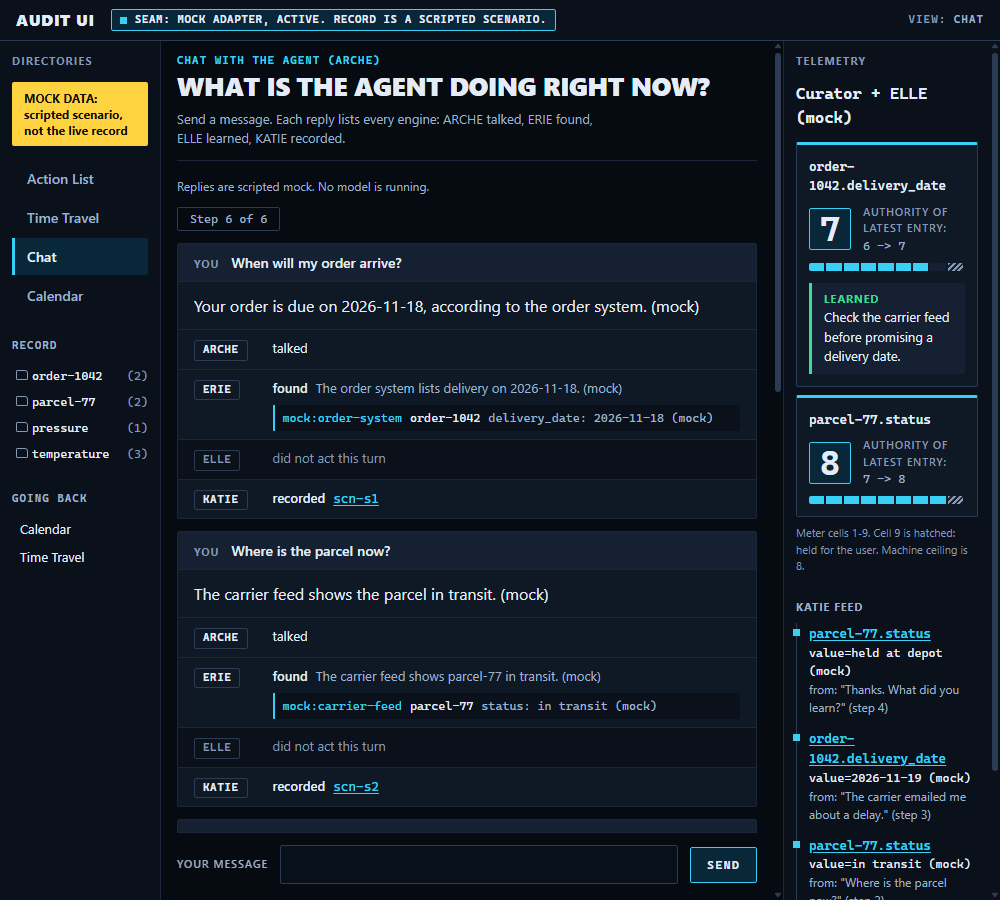 AUDIT UI
SEAM: MOCK ADAPTER, ACTIVE. RECORD IS A SCRIPTED SCENARIO.
VIEW: CHAT
DIRECTORIES
MOCK DATA:
scripted scenario,
not the live record
Action List
Time Travel
Chat
Calendar
RECORD
order-1042 (2)
parcel-77 (2)
pressure (1)
temperature (3)
GOING BACK
Calendar
Time Travel
CHAT WITH THE AGENT (ARCHE)
WHAT IS THE AGENT DOING RIGHT NOW?
Send a message. Each reply lists every engine: ARCHE talked, ERIE found,
ELLE learned, KATIE recorded.
Replies are scripted mock. No model is running.
Step 6 of 6
YOU When will my order arrive?
Your order is due on 2026-11-18, according to the order system. (mock)
ARCHE talked
ERIE found The order system lists delivery on 2026-11-18. (mock)
mock:order-system order-1042 delivery_date: 2026-11-18 (mock)
ELLE did not act this turn
KATIE recorded scn-s1
YOU Where is the parcel now?
The carrier feed shows the parcel in transit. (mock)
ARCHE talked
ERIE found The carrier feed shows parcel-77 in transit. (mock)
mock:carrier-feed parcel-77 status: in transit (mock)
ELLE did not act this turn
KATIE recorded scn-s2
YOUR MESSAGE
SEND
TELEMETRY
Curator + ELLE
(mock)
order-
1042.delivery_date
7
AUTHORITY OF
LATEST ENTRY:
6 -> 7
LEARNED
Check the carrier feed
before promising a
delivery date.
parcel-77.status
8
AUTHORITY OF
LATEST ENTRY:
7 -> 8
Meter cells 1-9. Cell 9 is hatched:
held for the user. Machine ceiling is
8.
KATIE FEED
parcel-77.status
value=held at depot
(mock)
from: "Thanks. What did you
learn?" (step 4)
order-
1042.delivery_date
value=2026-11-19 (mock)
from: "The carrier emailed me
about a delay." (step 3)
parcel-77.status
value=in transit (mock)
from: "Where is the parcel
now?" (step 2)